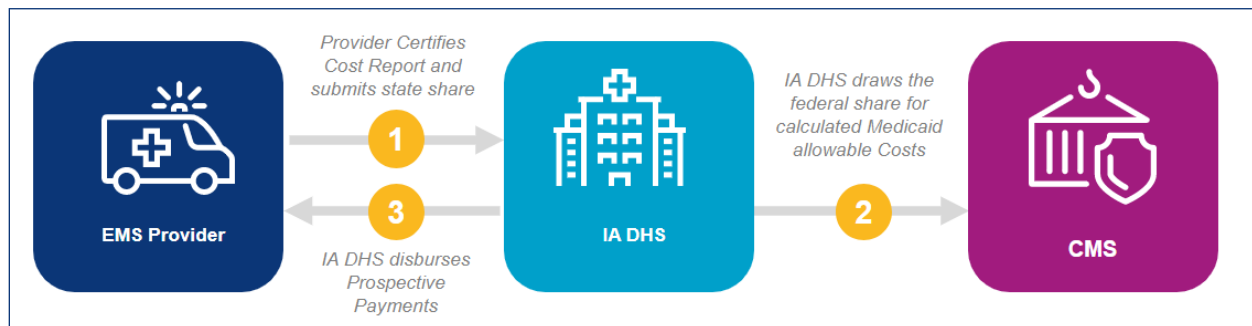 Provider Certifies
Cost Report and
submits state share
1
3
IA DHS disburses
Prospective
Payments
EMS Provider
IA DHS
IA DHS draws the
federal share for
calculated Medicaid
allowable Costs
2
CMS